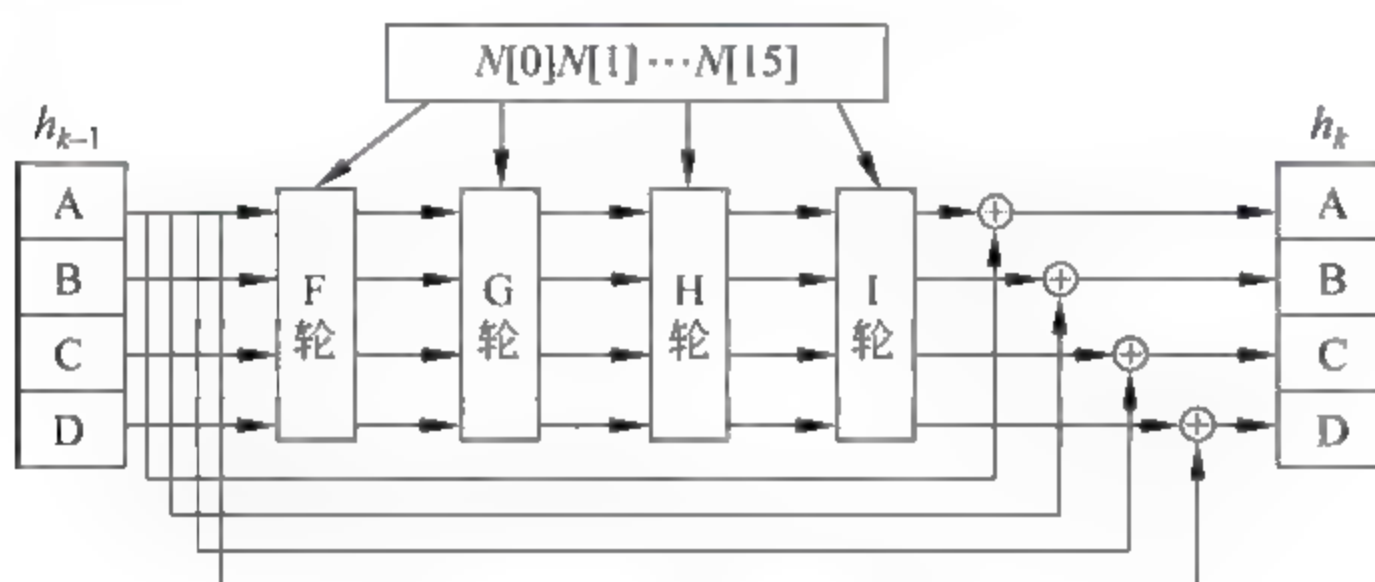 N[0]N[1]…N[15]
h_{k-1}
h_k
A
B
C
D
F
轮
G
轮
H
轮
I
轮
A
B
C
D